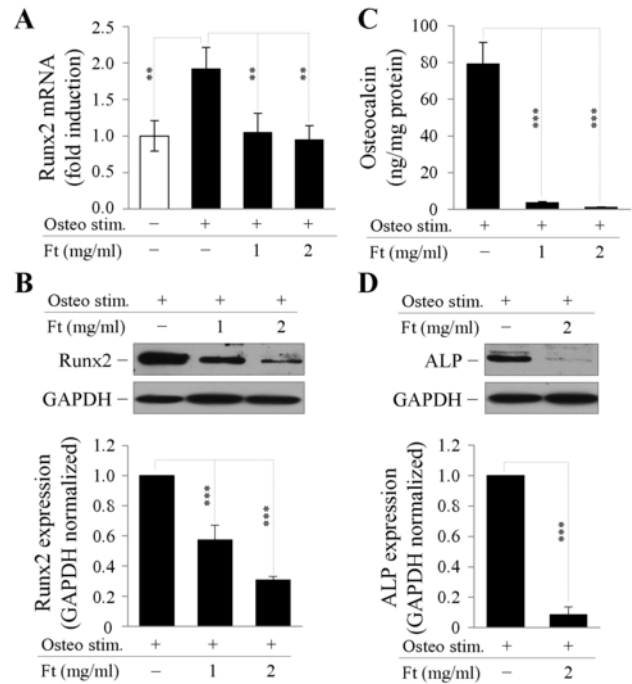 A
Runx2 mRNA
(fold induction)
2.5
2.0
1.5
1.0
0.5
0.0
**
**
**
Osteo stim. – + + +
Ft (mg/ml) – – 1 2
B
Osteo stim. + + +
Ft (mg/ml) – 1 2
Runx2 –
GAPDH –
Runx2 expression
(GAPDH normalized)
1.2
1.0
0.8
0.6
0.4
0.2
0
***
***
Osteo stim. + + +
Ft (mg/ml) – 1 2
C
Osteocalcin
(ng/mg protein)
100
80
60
40
20
0
***
***
Osteo stim. + + +
Ft (mg/ml) – 1 2
D
Osteo stim. + +
Ft (mg/ml) – 2
ALP –
GAPDH –
ALP expression
(GAPDH normalized)
1.2
1.0
0.8
0.6
0.4
0.2
0
***
Osteo stim. + +
Ft (mg/ml) – 2